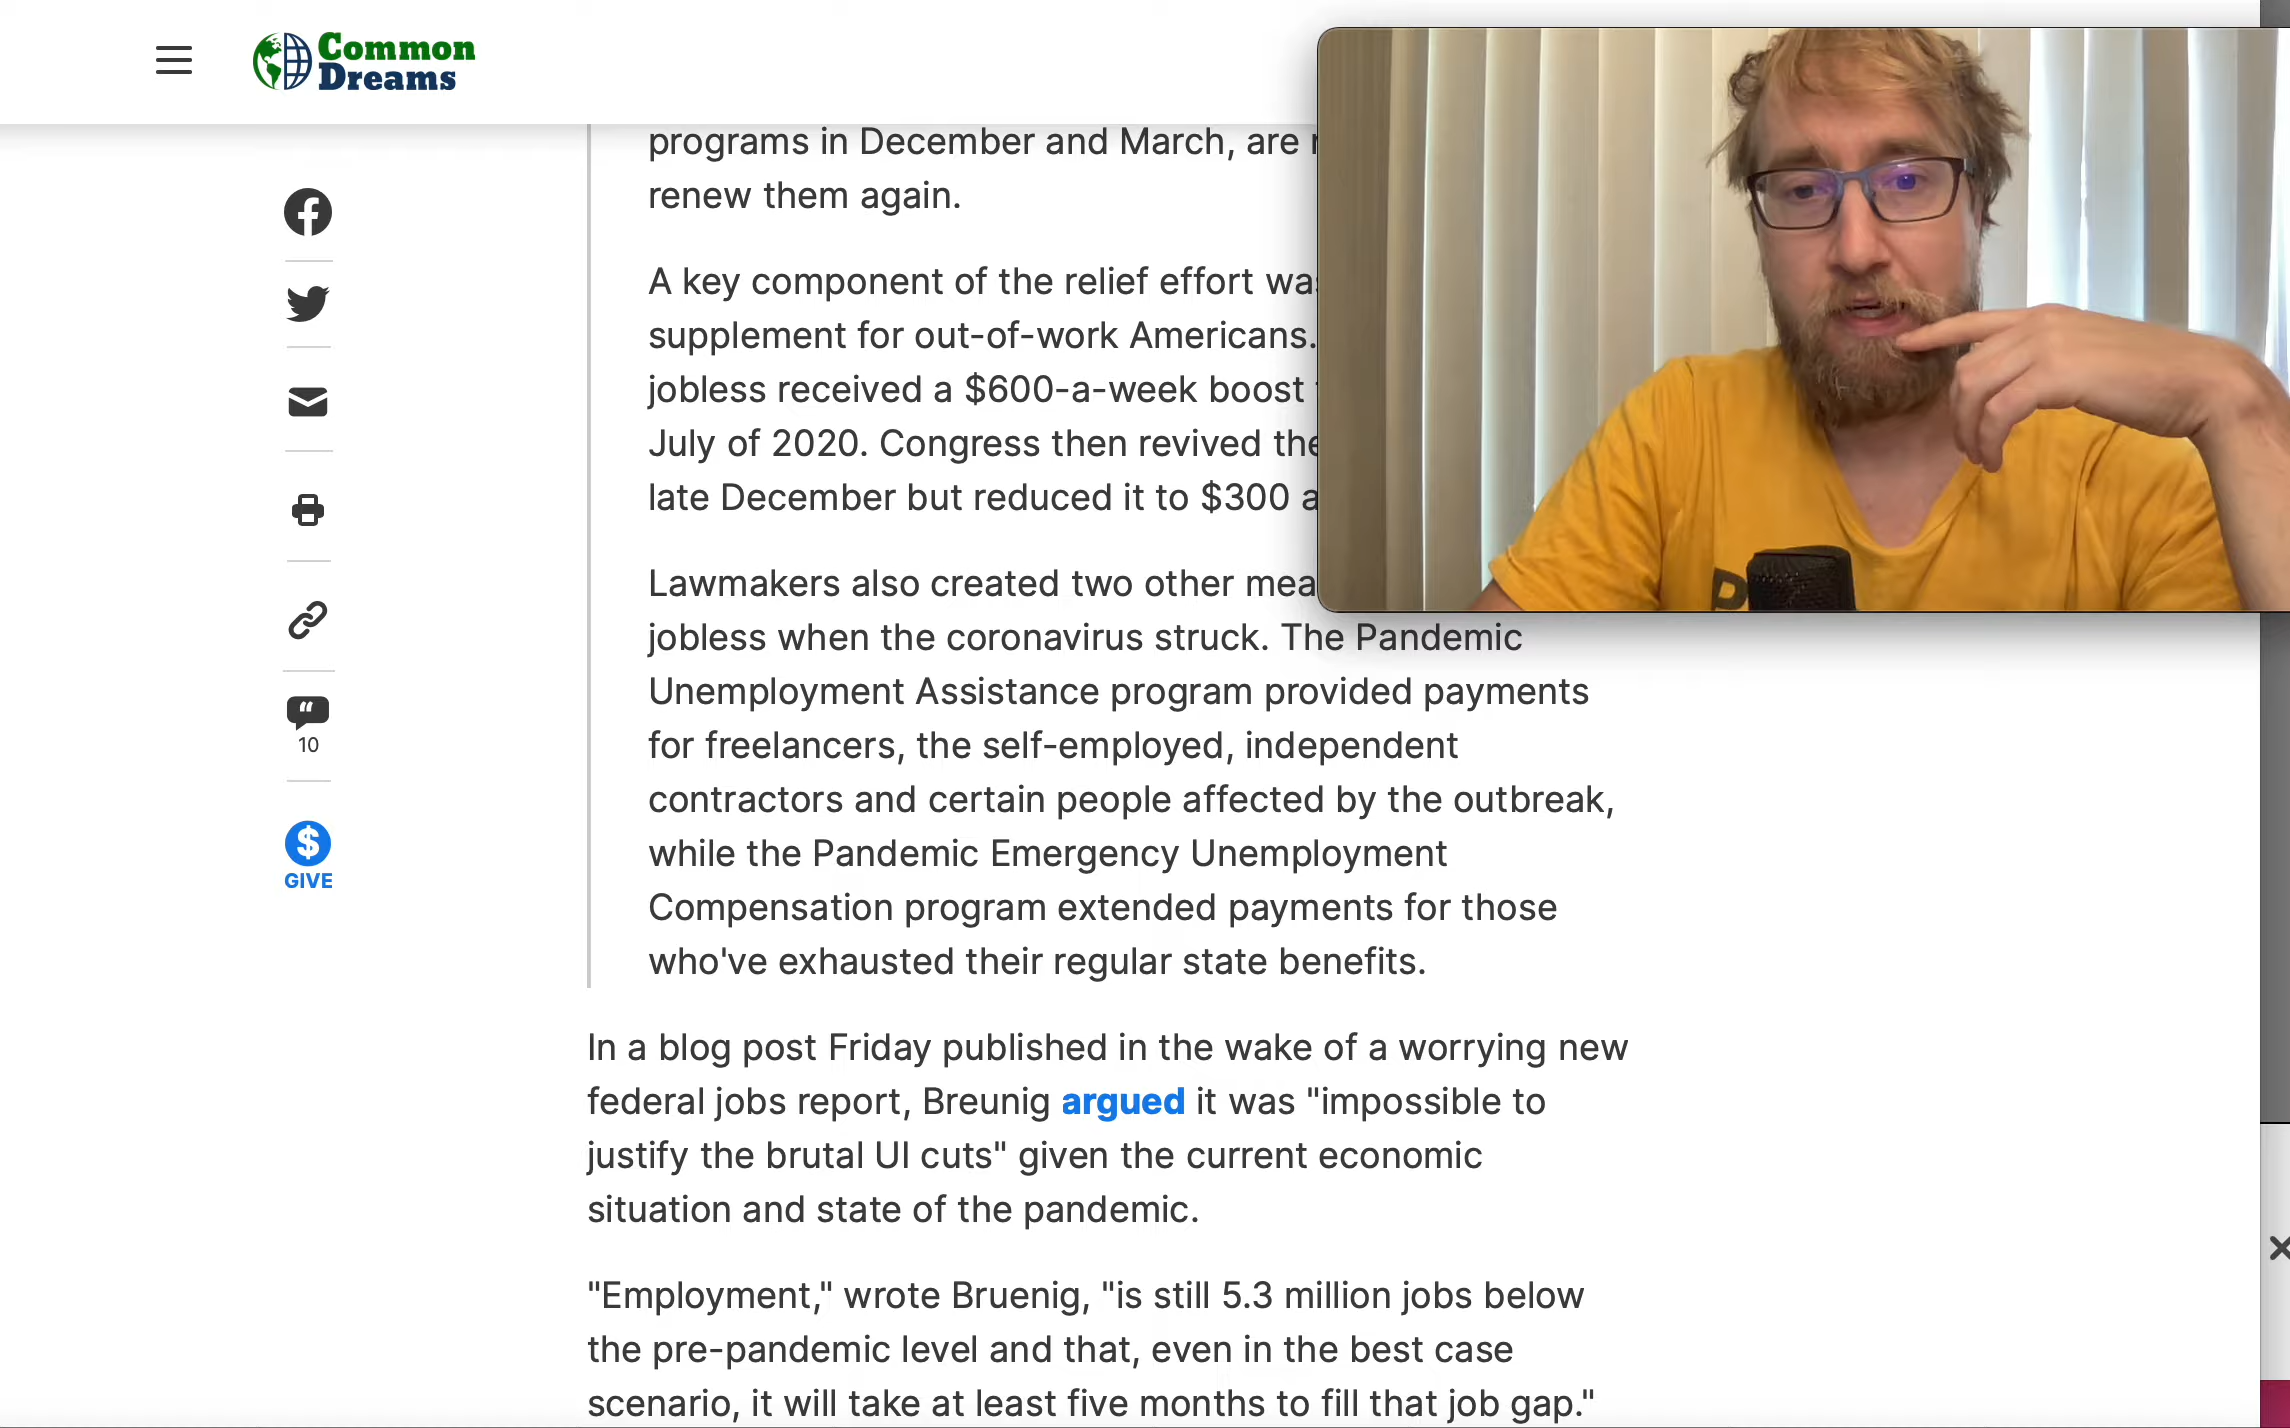 Common
Dreams
programs in December and March, are
renew them again.
A key component of the relief effort was
supplement for out-of-work Americans.
jobless received a $600-a-week boost
July of 2020. Congress then revived the
late December but reduced it to $300 a
Lawmakers also created two other
jobless when the coronavirus struck. The Pandemic
Unemployment Assistance program provided payments
for freelancers, the self-employed, independent
contractors and certain people affected by the outbreak,
while the Pandemic Emergency Unemployment
Compensation program extended payments for those
who've exhausted their regular state benefits.
10
GIVE
In a blog post Friday published in the wake of a worrying new
federal jobs report, Breunig argued it was "impossible to
justify the brutal UI cuts" given the current economic
situation and state of the pandemic.
"Employment," wrote Bruenig, "is still 5.3 million jobs below
the pre-pandemic level and that, even in the best case
scenario, it will take at least five months to fill that job gap."